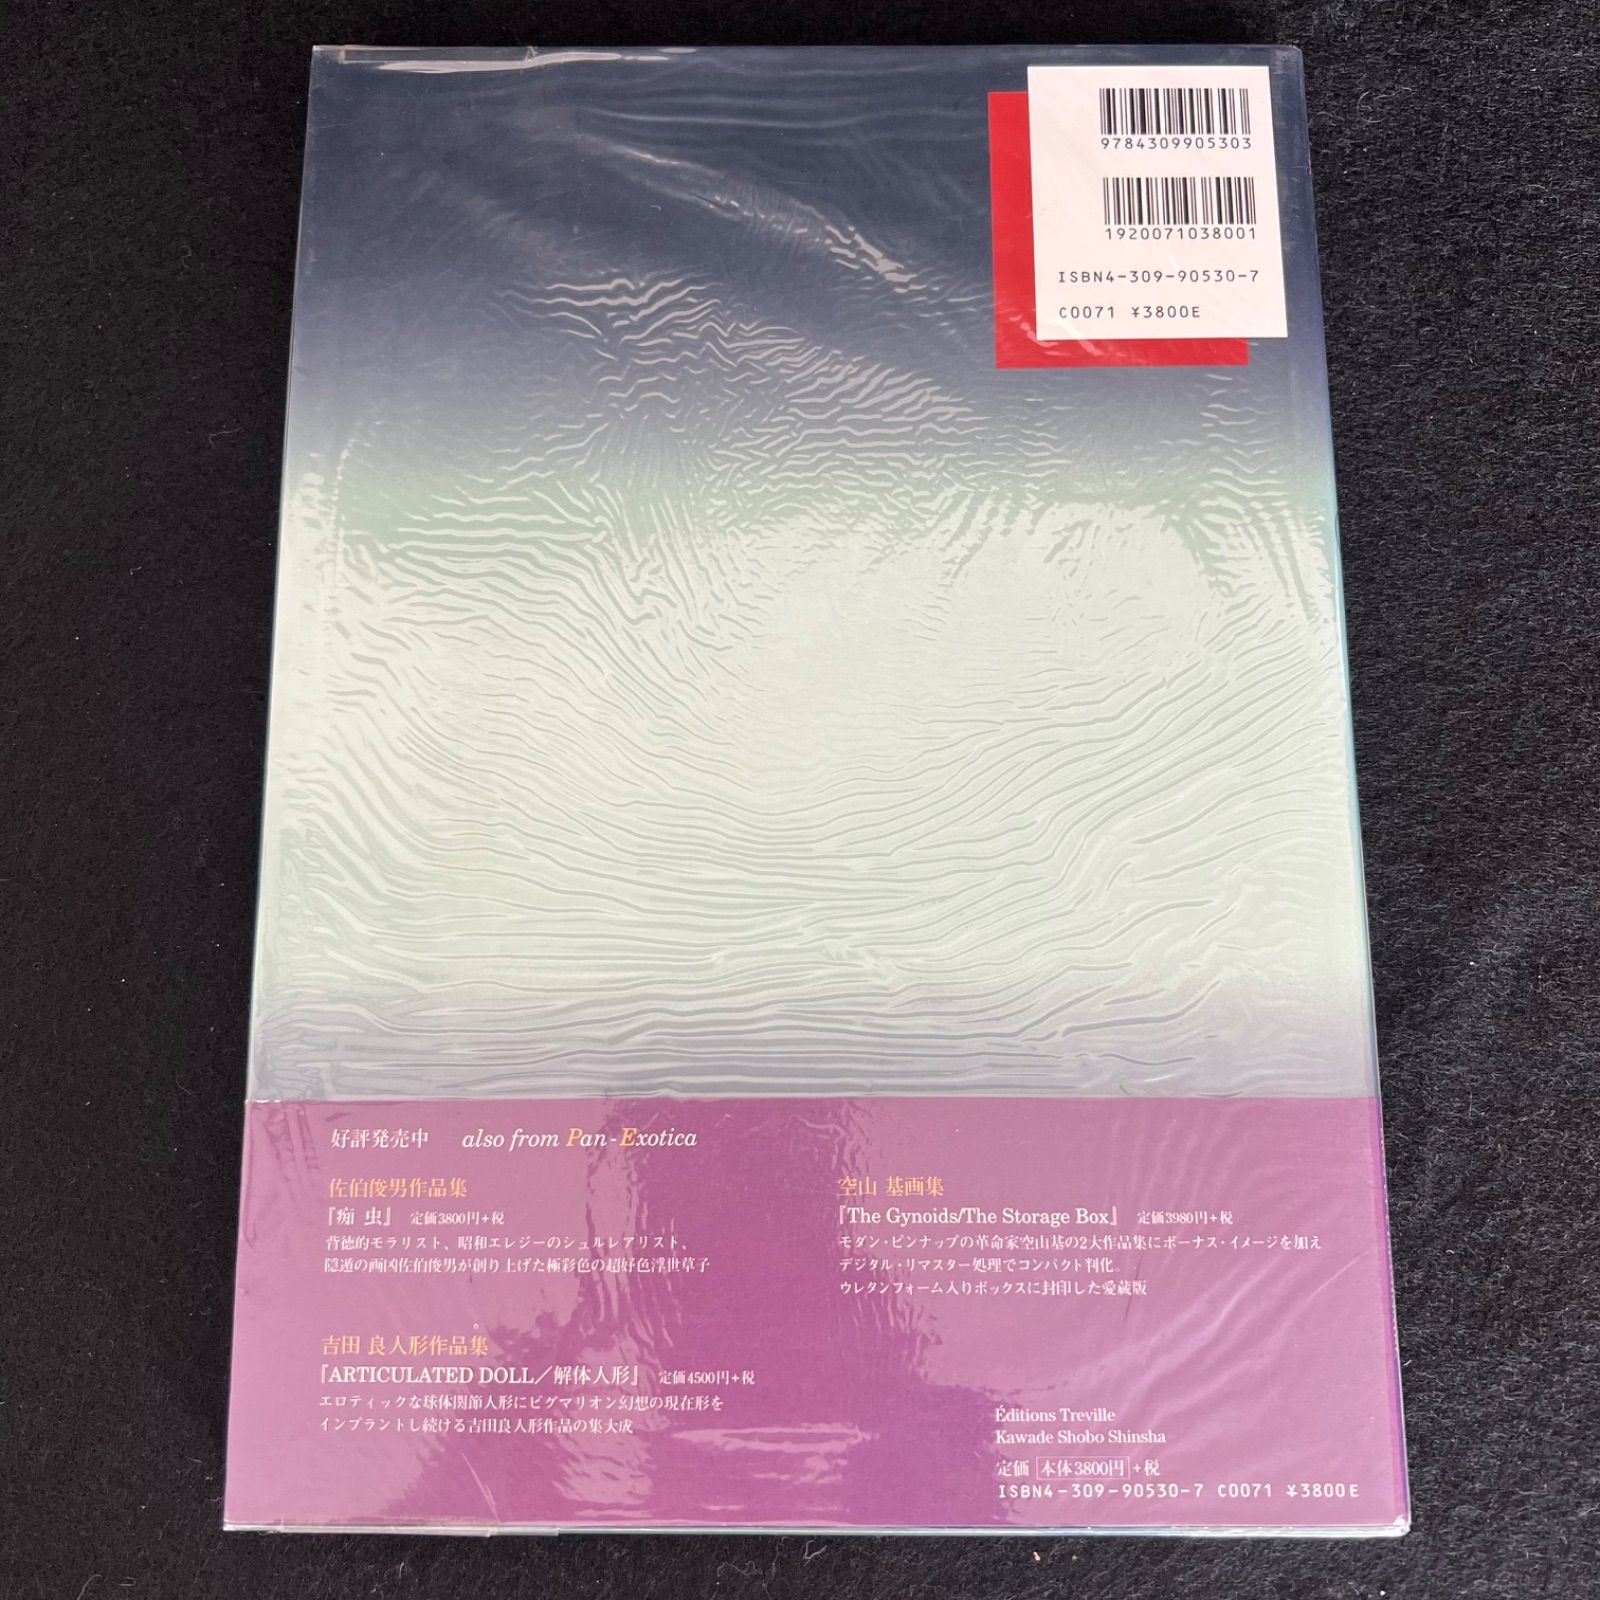 9784309905303
1920071038001
ISBN4-309-90530-7
C0071 ¥3800E
好評発売中 also from Pan-Exotica
佐伯俊男作品集
『痴 虫』 定価3800円+税
背徳的モラリスト、昭和エレジーのシュルレアリスト、
隠遁の画凶佐伯俊男が創り上げた極彩色の超好色浮世草子
。
吉田 良人形作品集
『ARTICULATED DOLL／解体人形』 定価4500円+税
エロティックな球体関節人形にピグマリオン幻想の現在形を
インプラントし続ける吉田良人形作品の集大成
空山 基画集
『The Gynoids/The Storage Box』 定価3980円+税
モダン・ピンナップの革命家空山基の2大作品集にボーナス・イメージを加え
デジタル・リマスター処理でコンパクト判化。
ウレタンフォーム入りボックスに封印した愛蔵版
Éditions Treville
Kawade Shobo Shinsha
定価 本体3800円 +税
ISBN4-309-90530-7 C0071 ¥3800E